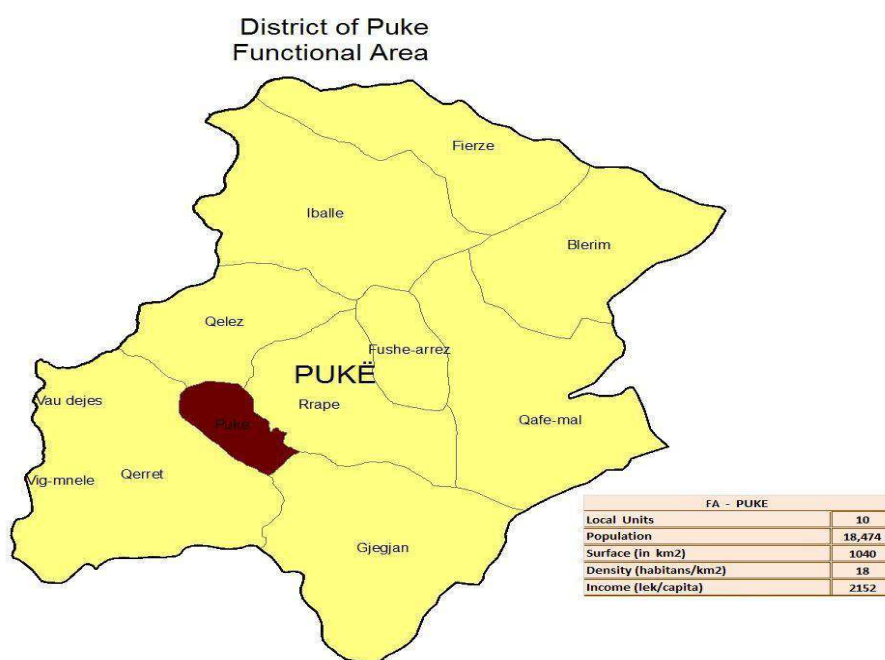 District of Puke
Functional Area
Fierze
Iballe
Blerim
Qelez
Fushe-arrez
PUKË
Rrape
Vau dejes
Puke
Qafe-mal
Vig-mnele
Qerret
Gjegjan
FA - PUKE
Local Units 10
Population 18,474
Surface (in km2) 1040
Density (habitans/km2) 18
Income (lek/capita) 2152